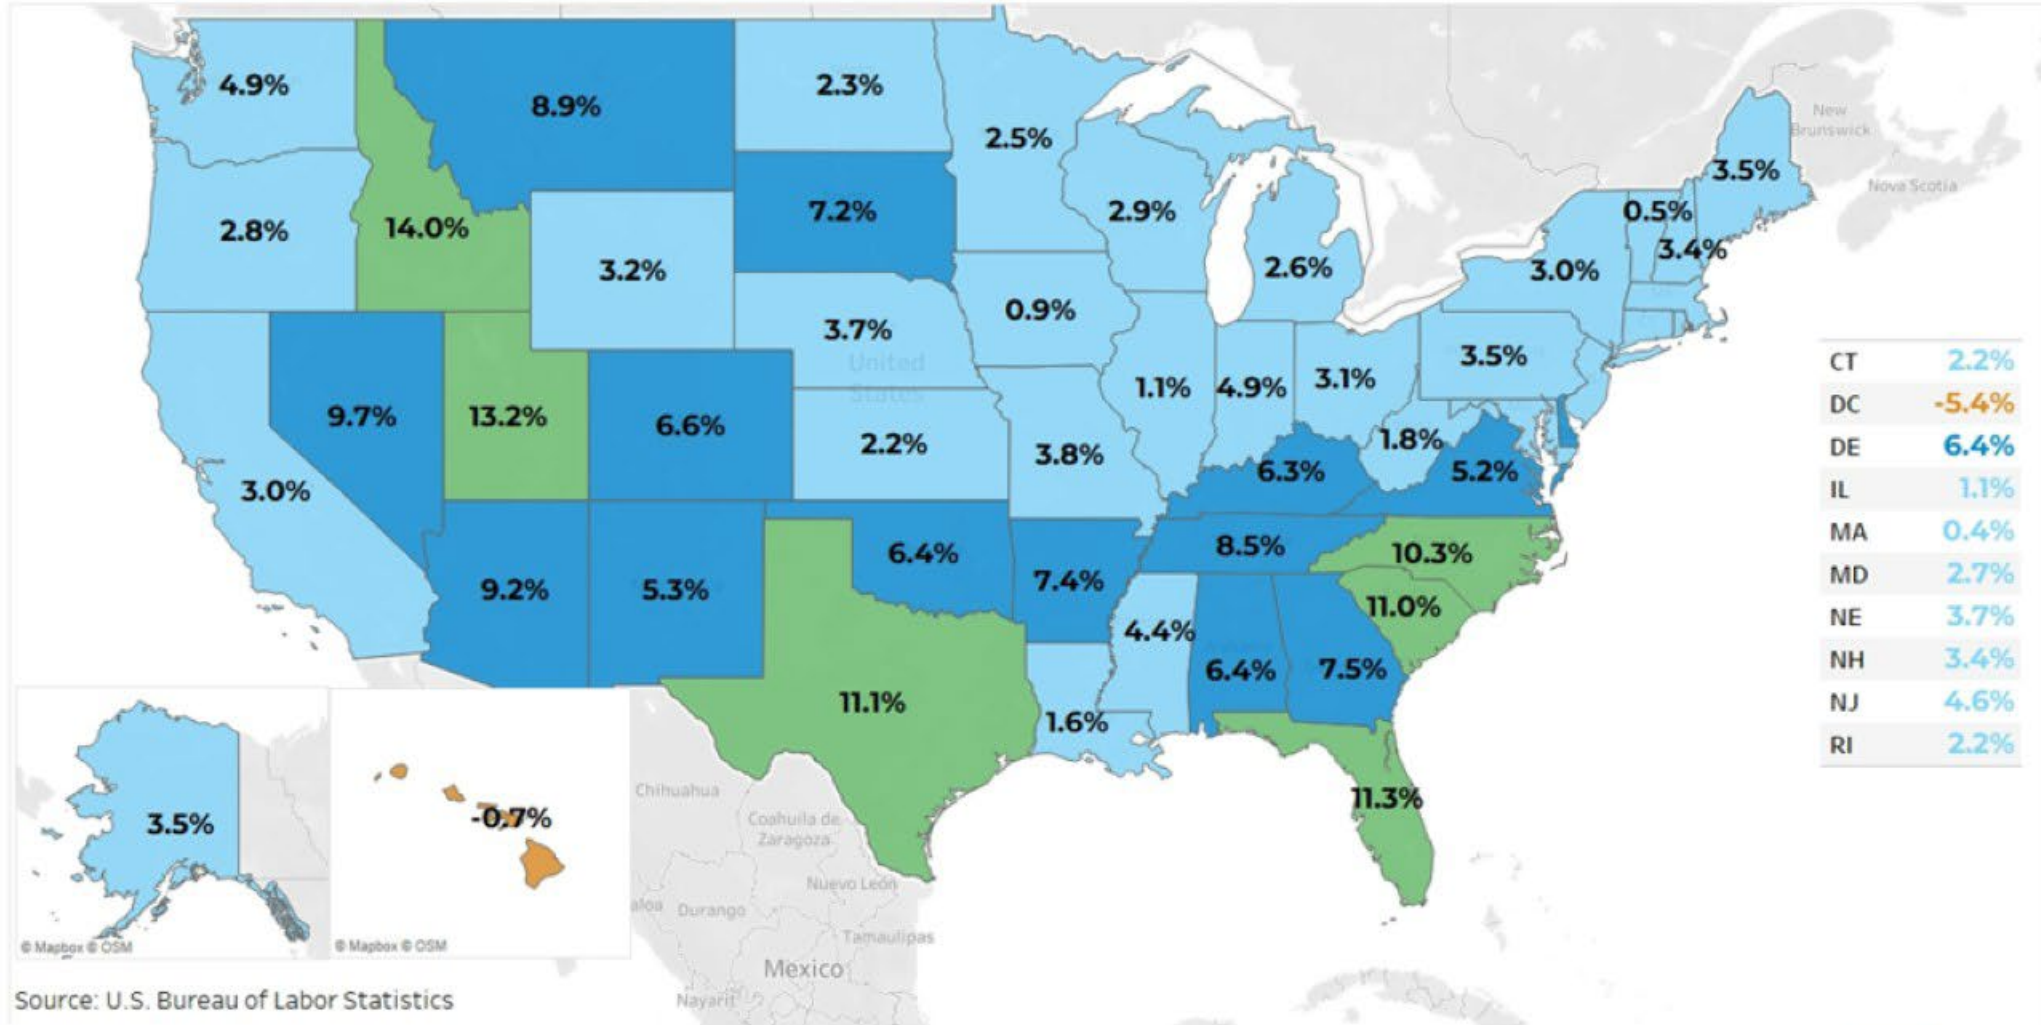 4.9%
8.9%
2.3%
2.5%
New
Brunswick
3.5%
Nova Scotia
2.8%
14.0%
7.2%
2.9%
0.5%
3.4%
3.2%
2.6%
3.0%
0.9%
3.7%
United
States
1.1%
4.9%
3.1%
3.5%
9.7%
13.2%
6.6%
2.2%
3.8%
1.8%
6.3%
5.2%
3.0%
9.2%
5.3%
6.4%
7.4%
8.5%
10.3%
11.0%
4.4%
6.4%
7.5%
11.1%
1.6%
11.3%
CT 2.2%
DC -5.4%
DE 6.4%
IL 1.1%
MA 0.4%
MD 2.7%
NE 3.7%
NH 3.4%
NJ 4.6%
RI 2.2%
3.5%
-0.7%
© Mapbox © OSM
© Mapbox © OSM
Chihuahua
Coahuila de
Zaragoza
Nuevo León
aloa
Durango
Tamaulipas
Mexico
Nayarit
Source: U.S. Bureau of Labor Statistics